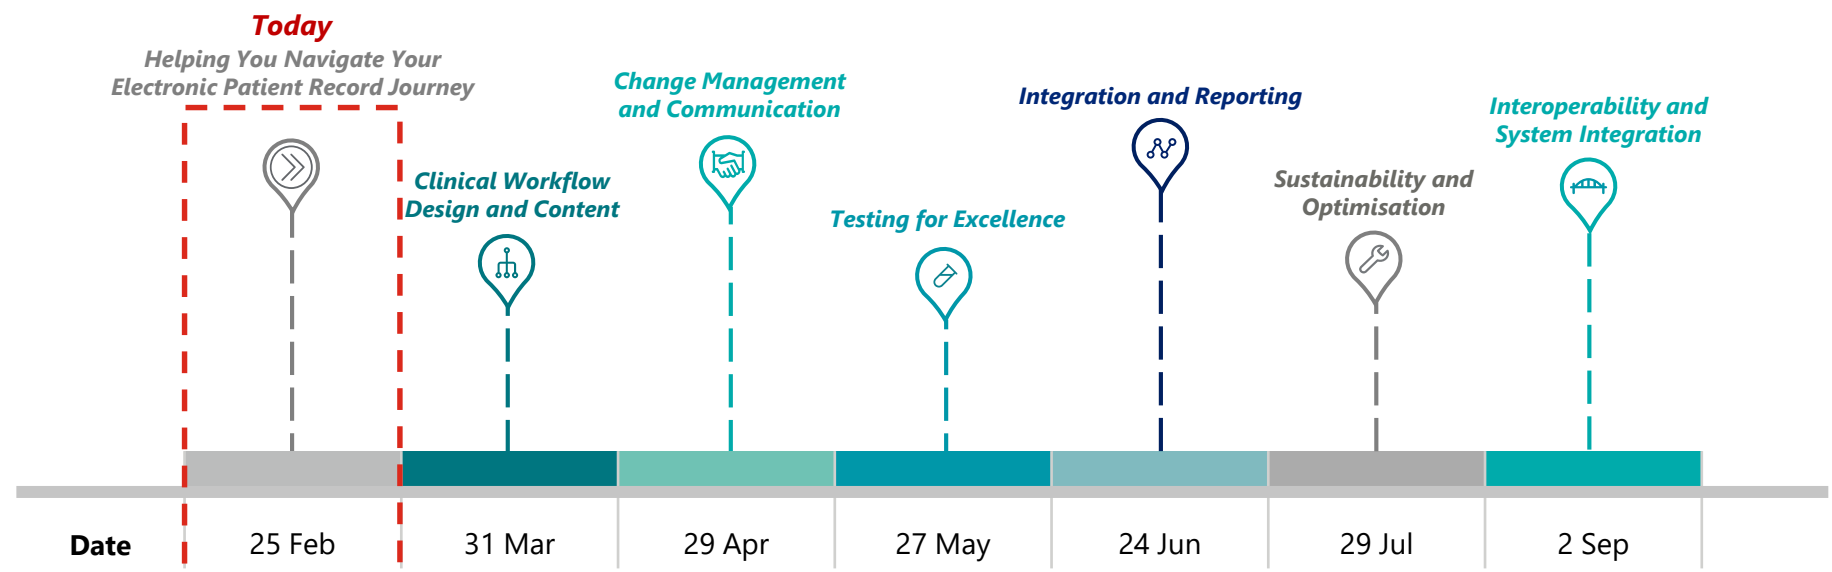 Today
Helping You Navigate Your
Electronic Patient Record Journey
Clinical Workflow
Design and Content
Change Management
and Communication
Testing for Excellence
Integration and Reporting
Sustainability and
Optimisation
Interoperability and
System Integration
Date
25 Feb
31 Mar
29 Apr
27 May
24 Jun
29 Jul
2 Sep